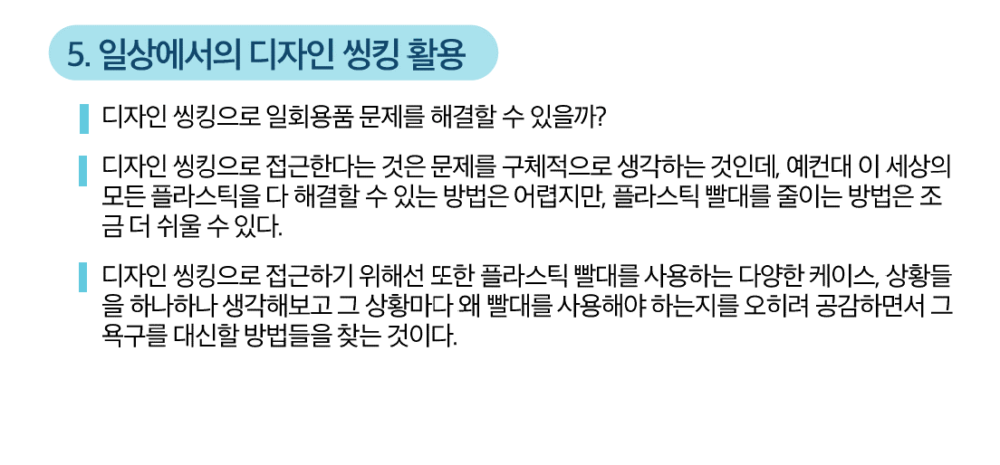 5. 일상에서의 디자인 씽킹 활용
디자인 씽킹으로 일회용품 문제를 해결할 수 있을까?
디자인 씽킹으로 접근한다는 것은 문제를 구체적으로 생각하는 것인데, 예컨대 이 세상의
모든 플라스틱을 다 해결할 수 있는 방법은 어렵지만, 플라스틱 빨대를 줄이는 방법은 조
금 더 쉬울 수 있다.
디자인 씽킹으로 접근하기 위해선 또한 플라스틱 빨대를 사용하는 다양한 케이스, 상황들
을 하나하나 생각해보고 그 상황마다 왜 빨대를 사용해야 하는지를 오히려 공감하면서 그
욕구를 대신할 방법들을 찾는 것이다.